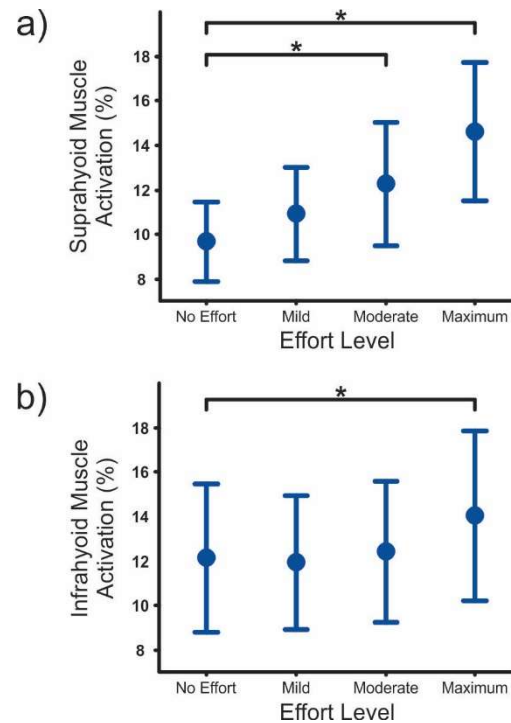 a)
*
*
Suprahyoid Muscle
Activation (%)
18
16
14
12
10
8
No Effort Mild Moderate Maximum
Effort Level
b)
*
Infrahyoid Muscle
Activation (%)
18
16
14
12
10
8
No Effort Mild Moderate Maximum
Effort Level